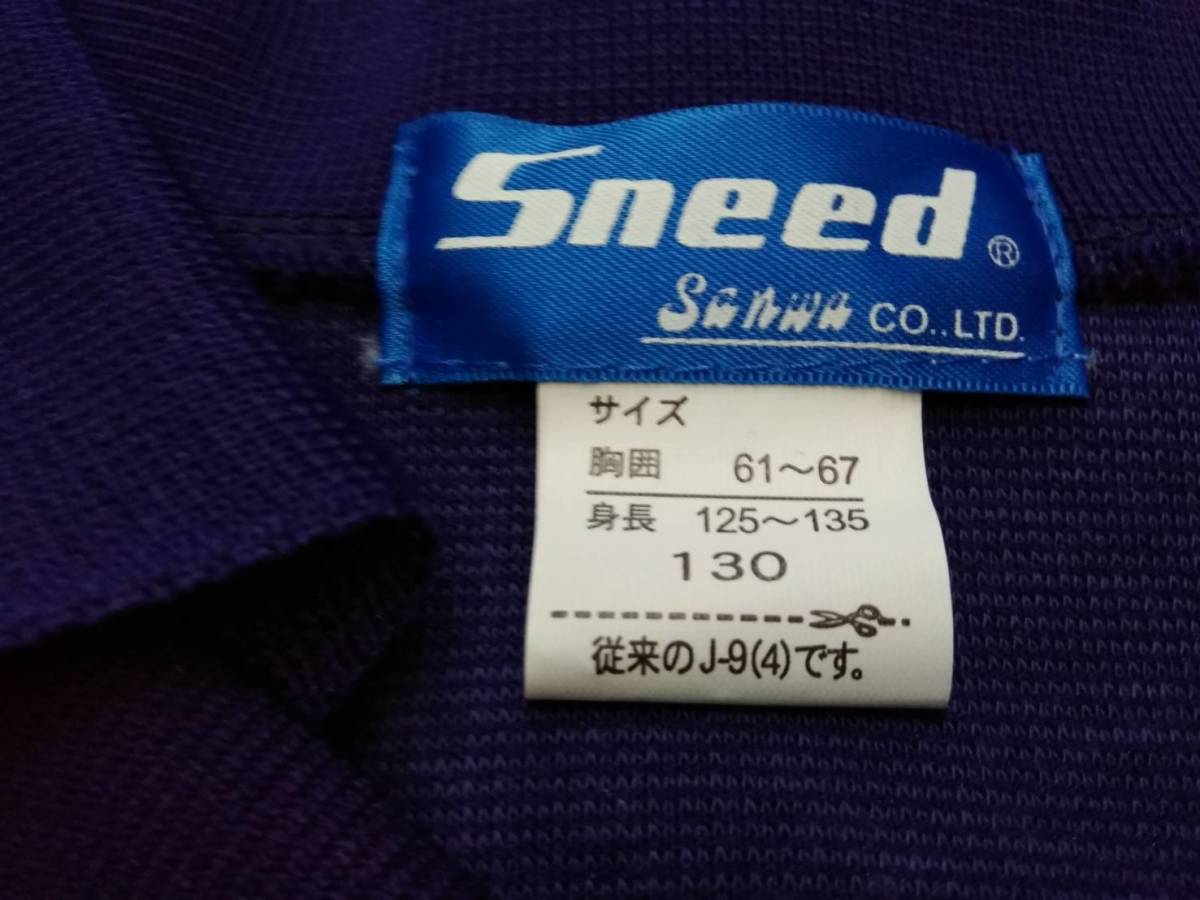 Sneed ®
Sanwa CO.,LTD.
サイズ
胸囲 61～67
身長 125～135
130
従来のJ-9(4)です。